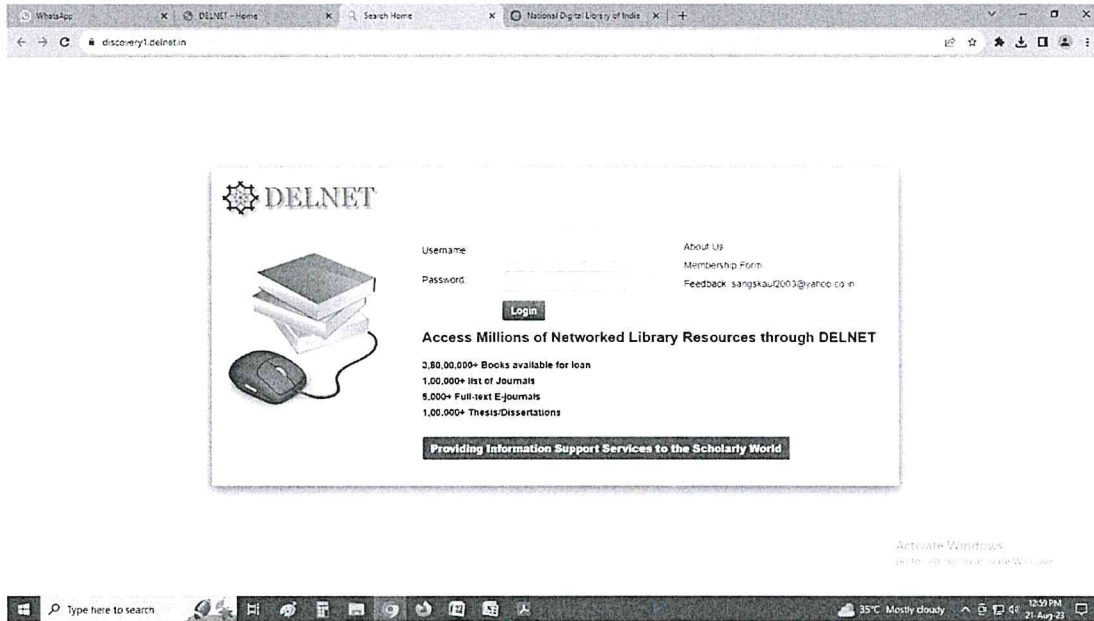 WhatsApp DELNET - Home Search Home National Digital Library of India
discovery1.delnet.in
DELNET
Username
Password
Login
About Us
Membership Form
Feedback sangskaul2003@yahoo.co.in
Access Millions of Networked Library Resources through DELNET
3,80,00,000+ Books available for loan
1,00,000+ list of Journals
5,000+ Full-text E-journals
1,00,000+ Thesis/Dissertations
Providing Information Support Services to the Scholarly World
Activate Windows
Type here to search
35°C Mostly cloudy
12:59 PM
21-Aug-23